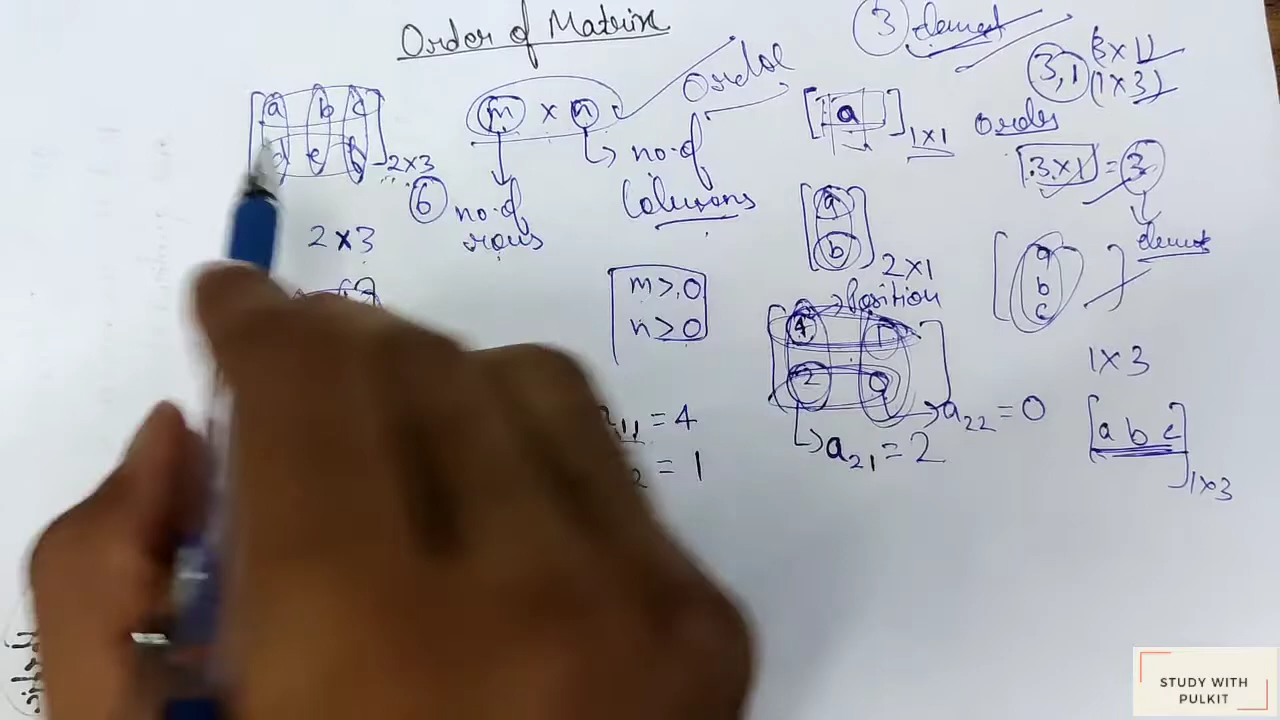 Order of Matrix
3 element
[a b c
d e f] 2×3
m × n
Order
no. of rows
no. of columns
6
2×3
m>,0
n>0
[a] 1×1
[a
b] 2×1
Position
[4 1
2 0]
a11 = 4
2 = 1
a21 = 2
a22 = 0
3,1
(3×1)
(1×3)
Order
3×1 = 3
element
[a
b
c]
1×3
[a b c] 1×3
STUDY WITH
PULKIT